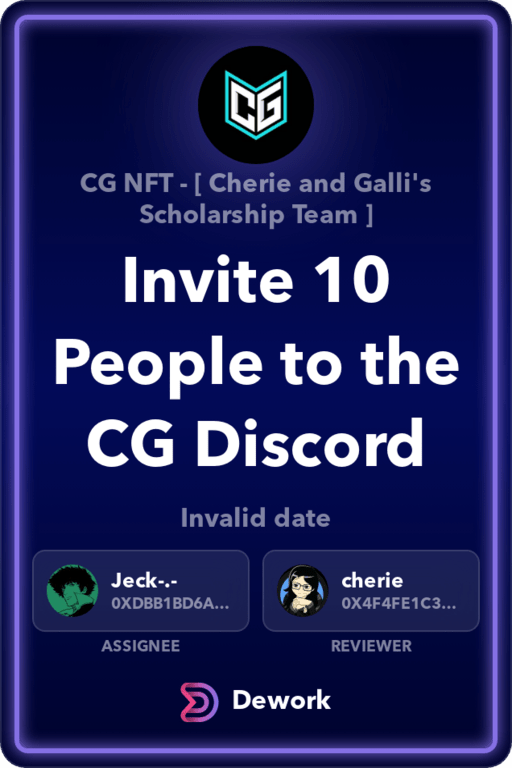 CG
CG NFT - [ Cherie and Galli's
Scholarship Team ]
Invite 10
People to the
CG Discord
Invalid date
Jeck-.-
0XDBB1BD6A...
ASSIGNEE
cherie
0X4F4FE1C3...
REVIEWER
Dework